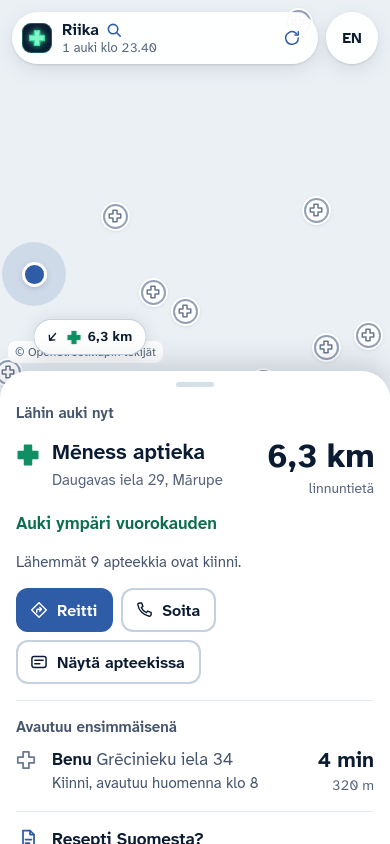 Riika
1 auki klo 23.40
EN
6,3 km
© OpenStreetMapin tekijät
Lähin auki nyt
Mēness aptieka
Daugavas iela 29, Mārupe
6,3 km
linnuntietä
Auki ympäri vuorokauden
Lähemmät 9 apteekkia ovat kiinni.
Reitti
Soita
Näytä apteekissa
Avautuu ensimmäisenä
Benu Grēcinieku iela 34
Kiinni, avautuu huomenna klo 8
4 min
320 m
Resepti Suomesta?